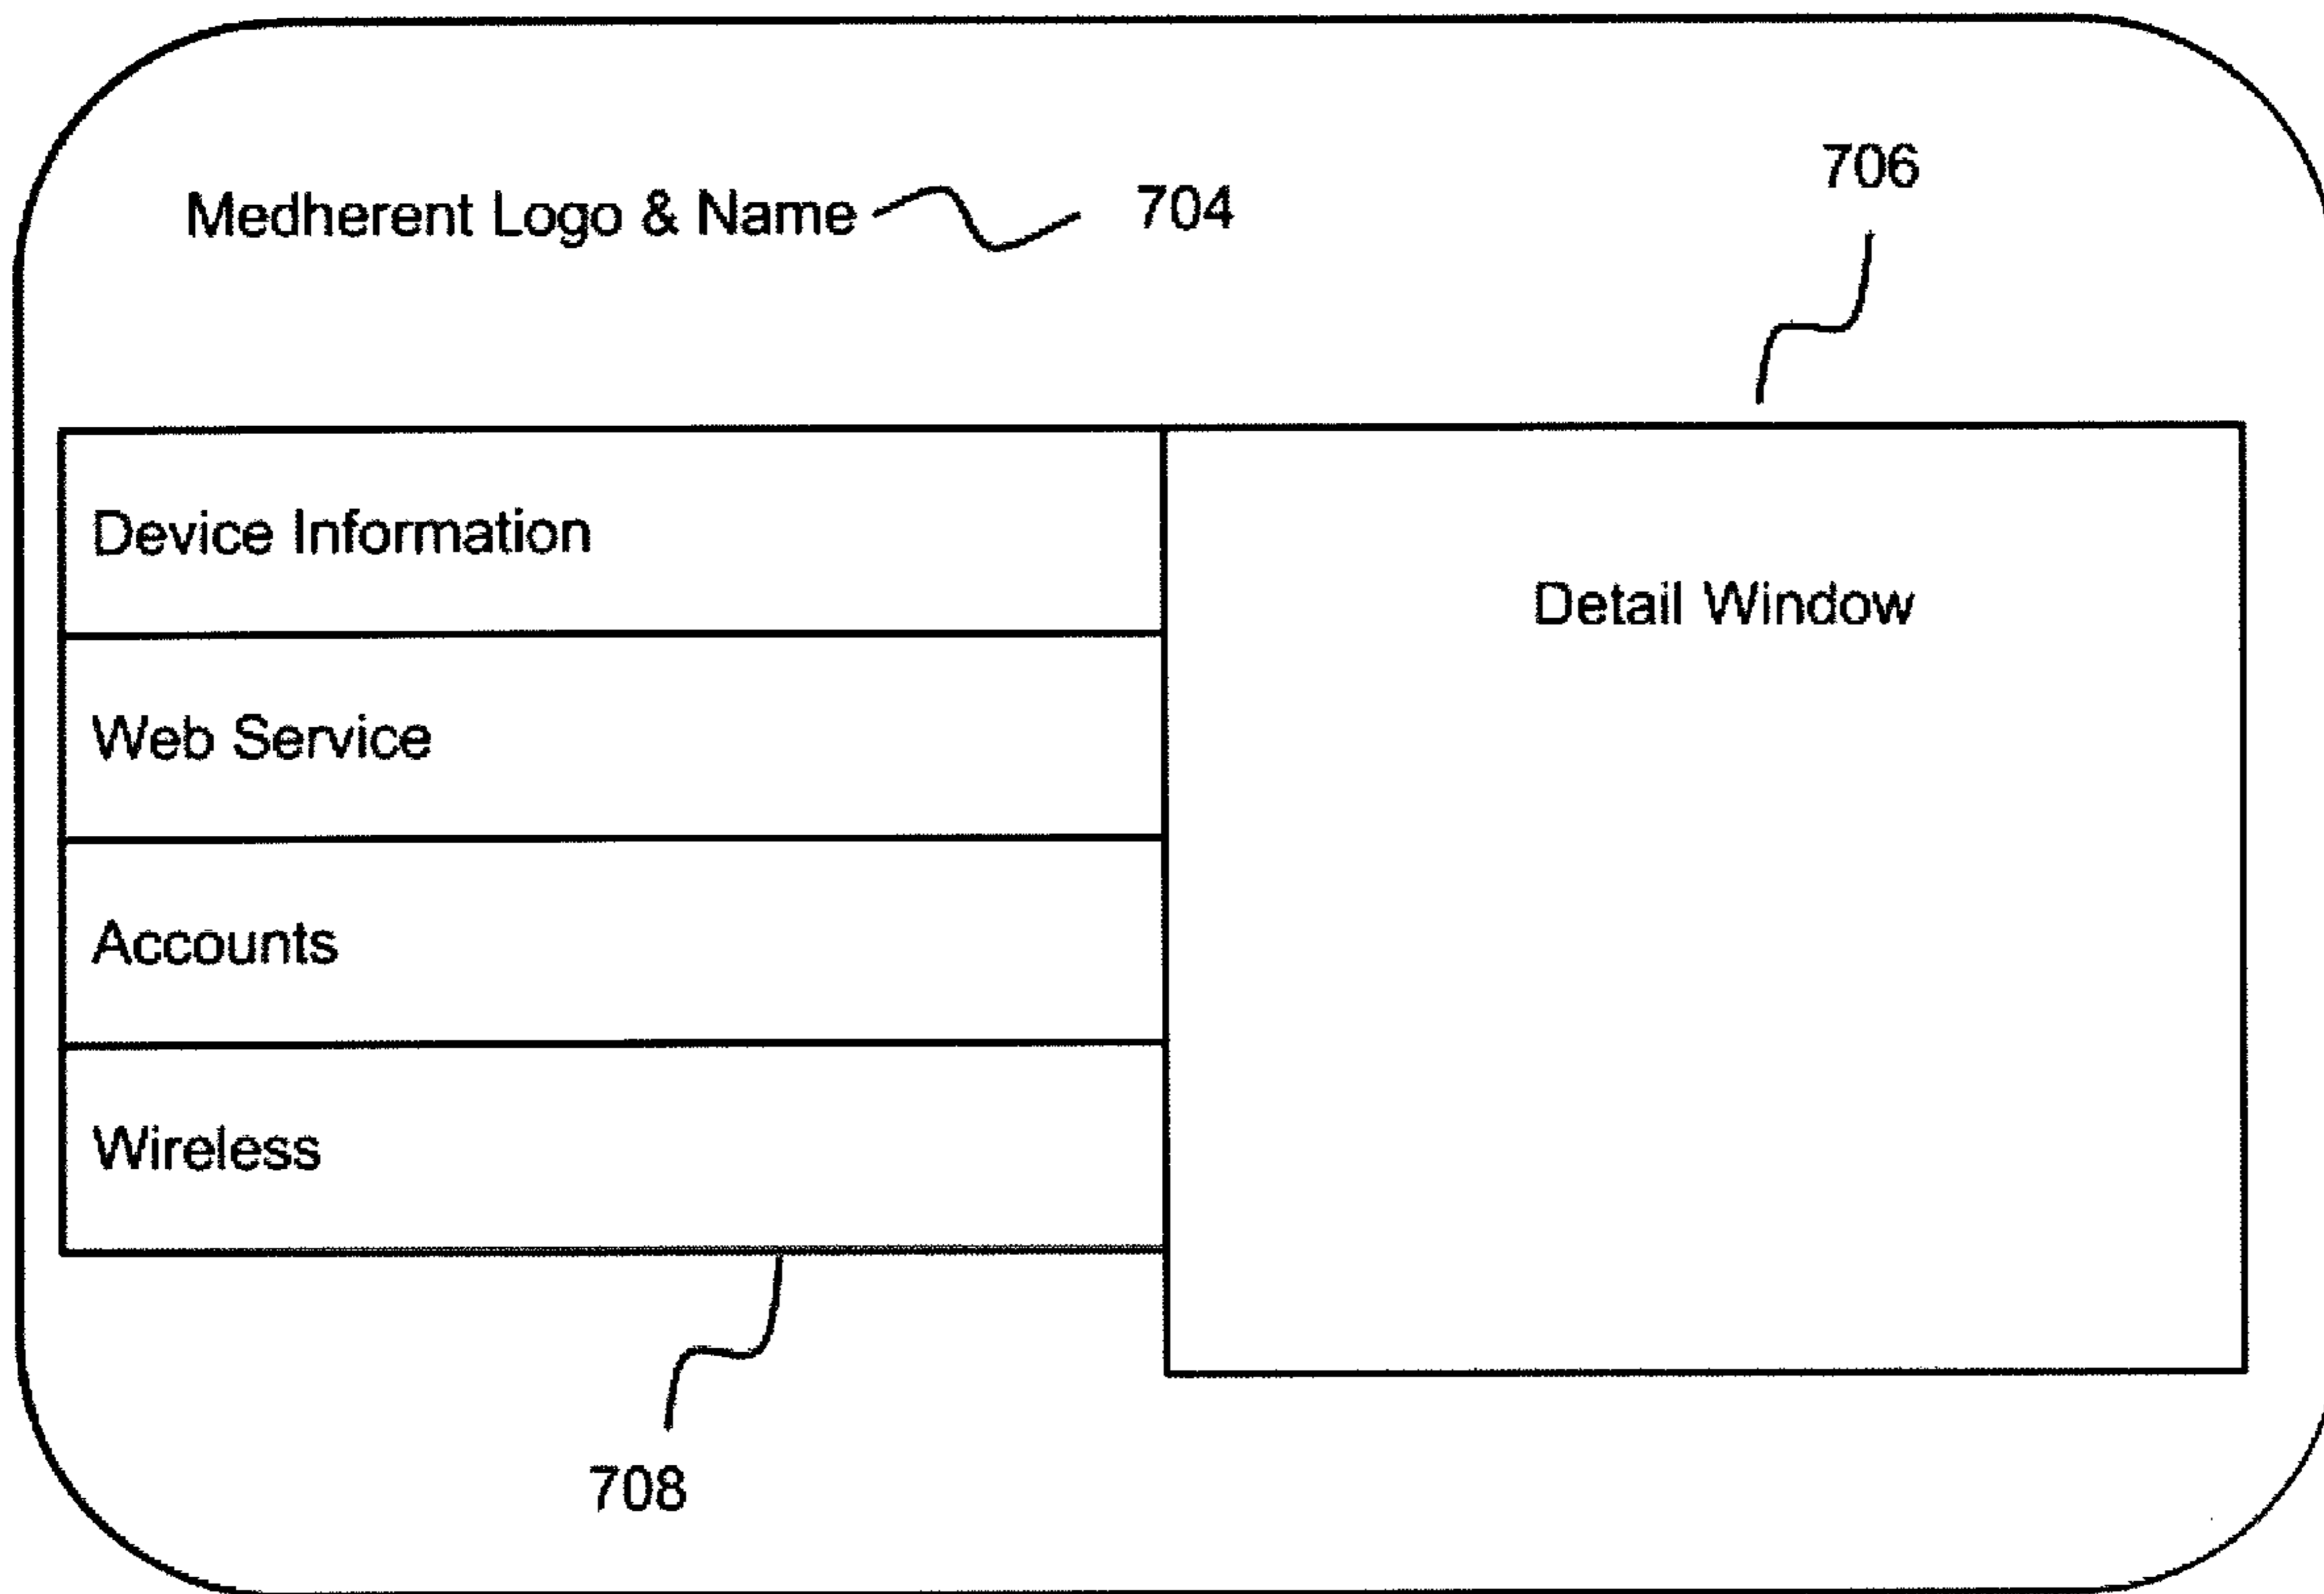 706
Medherent Logo & Name 704
Device Information
Detail Window
Web Service
Accounts
Wireless
708